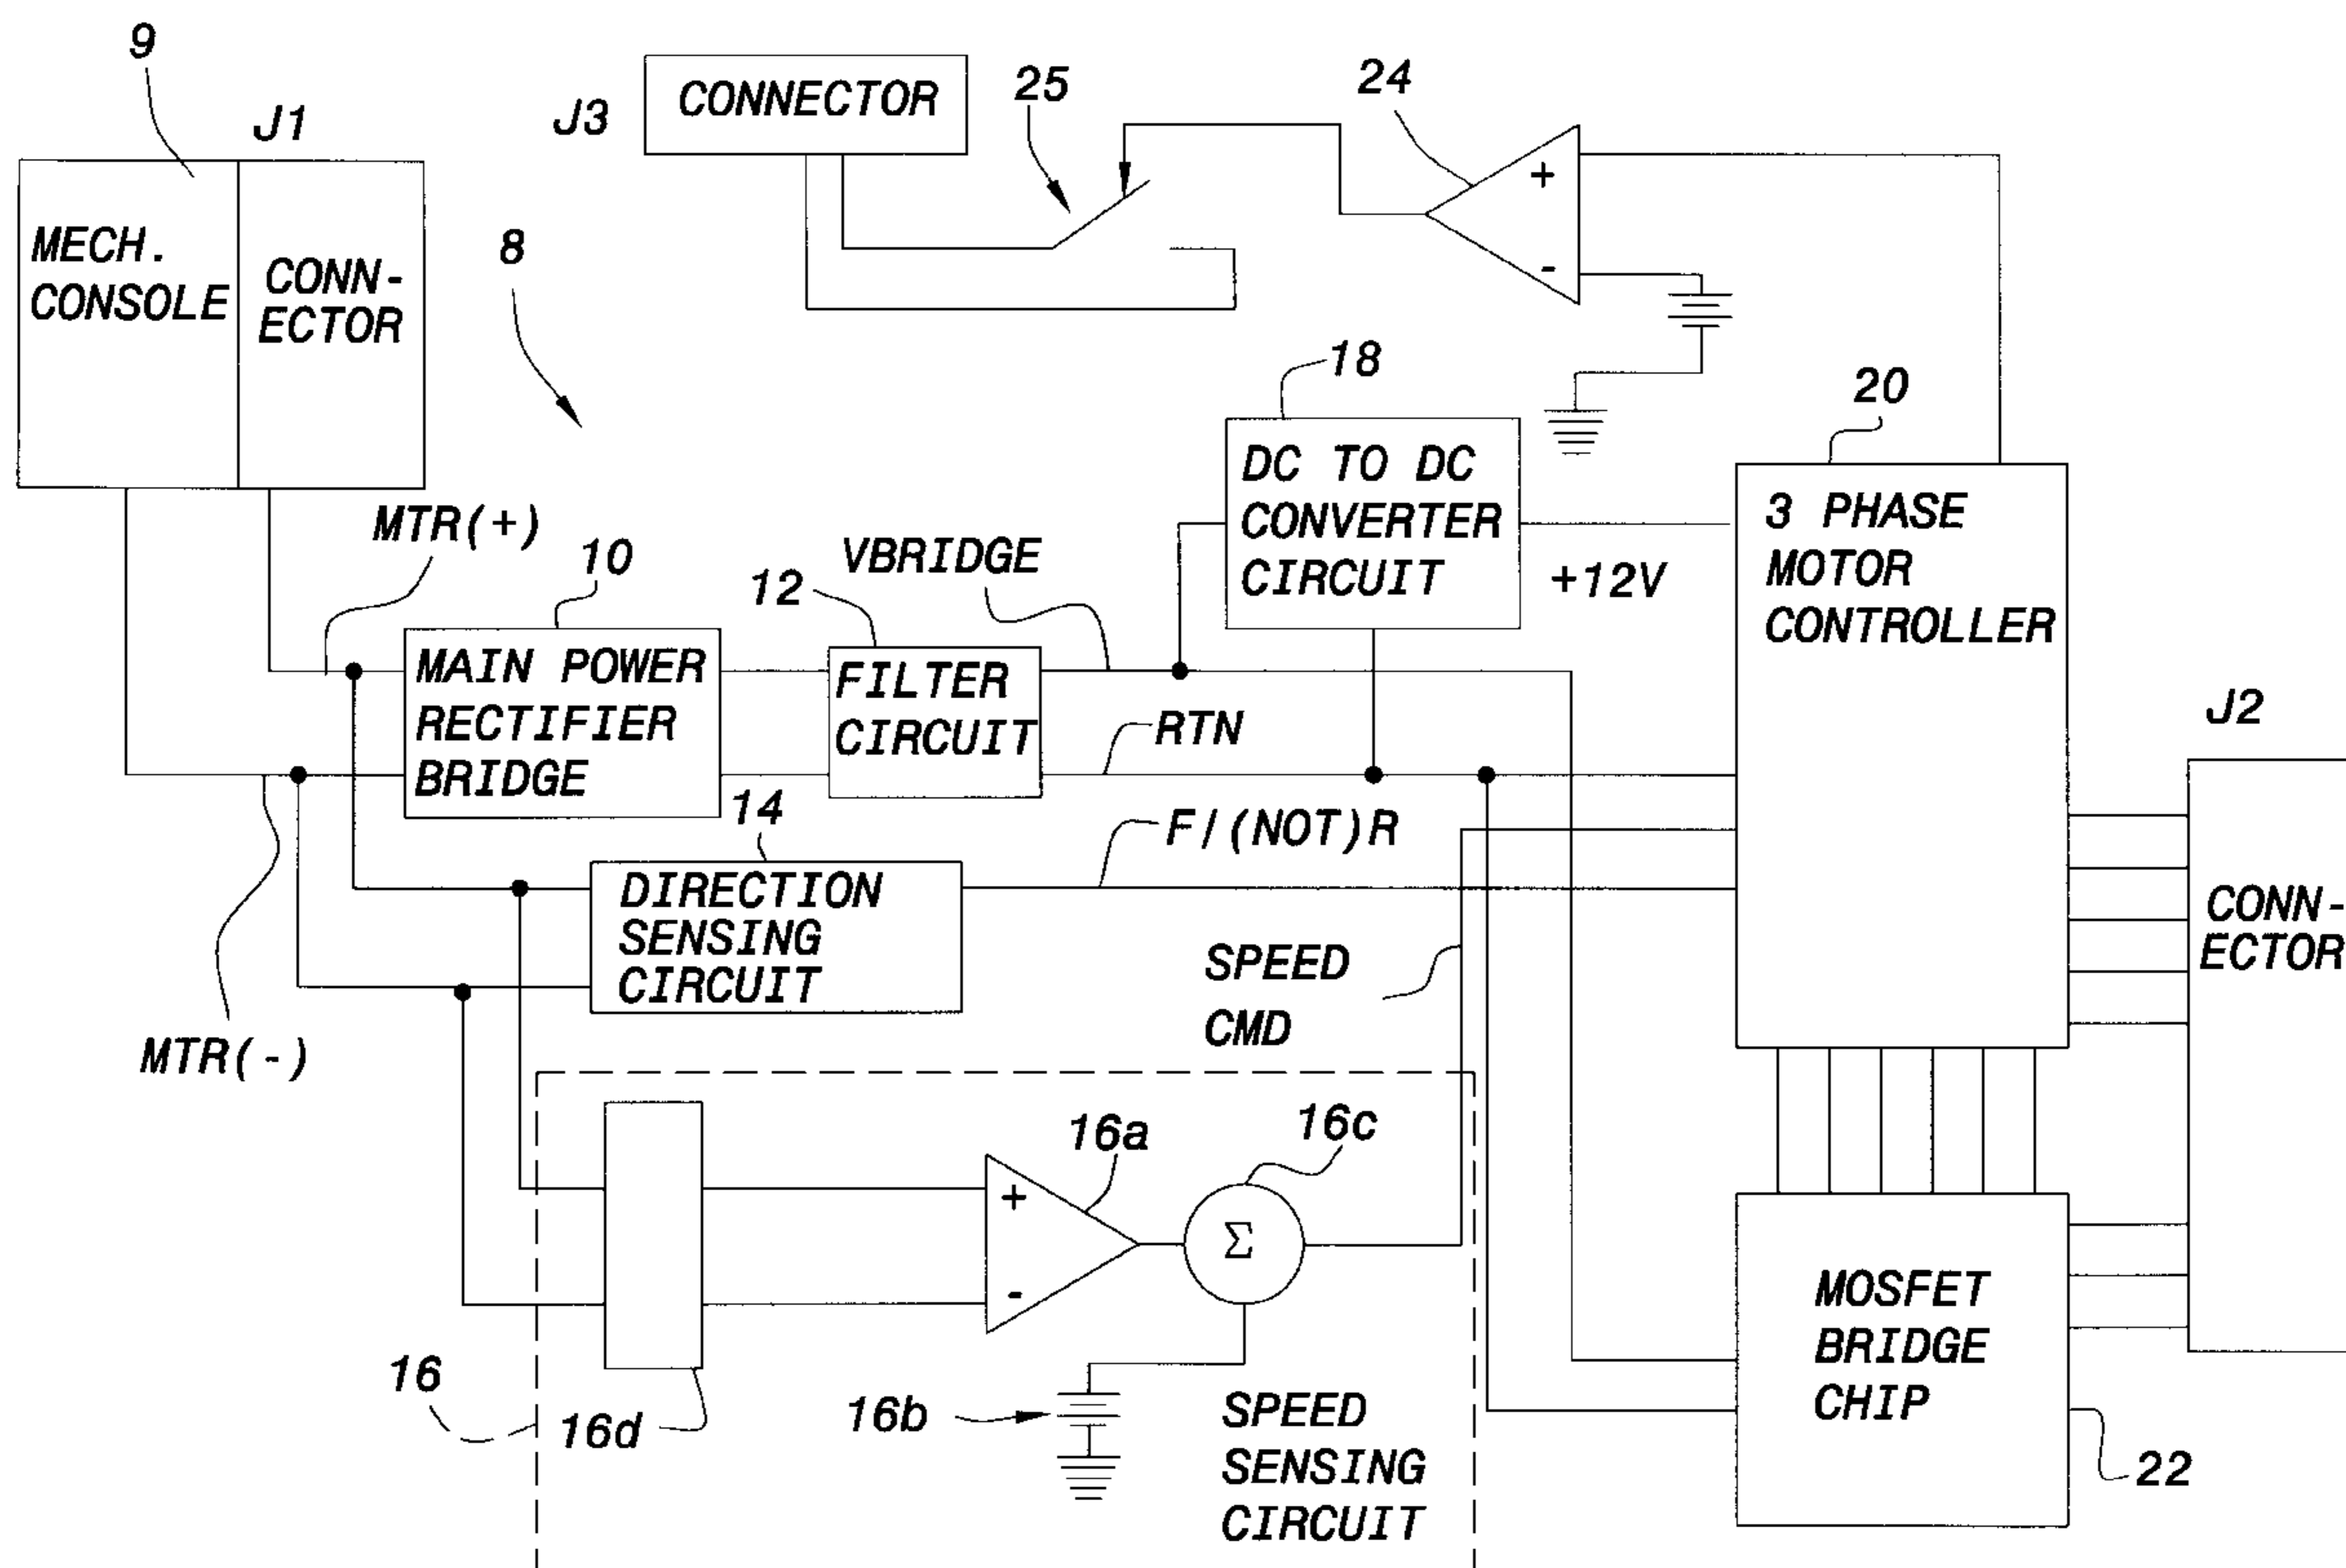 9
J1
MECH.
CONSOLE
CONN-
ECTOR
J3
CONNECTOR
25
24
+
-
8
18
20
DC TO DC
CONVERTER
CIRCUIT
+12V
3 PHASE
MOTOR
CONTROLLER
MTR(+)
10
12
VBRIDGE
MAIN POWER
RECTIFIER
BRIDGE
FILTER
CIRCUIT
RTN
J2
14
F/(NOT)R
DIRECTION
SENSING
CIRCUIT
CONN-
ECTOR
SPEED
CMD
MTR(-)
16a
16c
+
-
Σ
MOSFET
BRIDGE
CHIP
16
16d
16b
SPEED
SENSING
CIRCUIT
22